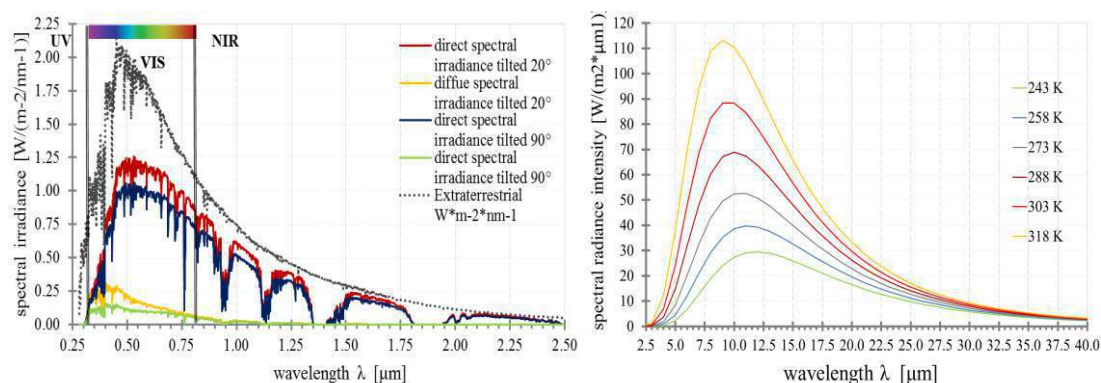 2.25
2.00
1.75
1.50
1.25
1.00
0.75
0.50
0.25
0.00
spectral irradiance [W/(m-2/nm-1)]
UV
VIS
NIR
direct spectral
irradiance tilted 20°
diffue spectral
irradiance tilted 20°
direct spectral
irradiance tilted 90°
direct spectral
irradiance tilted 90°
Extraterrestrial
W*m-2*nm-1
0.25 0.50 0.75 1.00 1.25 1.50 1.75 2.00 2.25 2.50
wavelength λ [µm]
120
110
100
90
80
70
60
50
40
30
20
10
0
spectral radiance intensity [W/(m2*µm1)]
243 K
258 K
273 K
288 K
303 K
318 K
2.5 5.0 7.5 10.0 12.5 15.0 17.5 20.0 22.5 25.0 27.5 30.0 32.5 35.0 37.5 40.0
wavelength λ [µm]